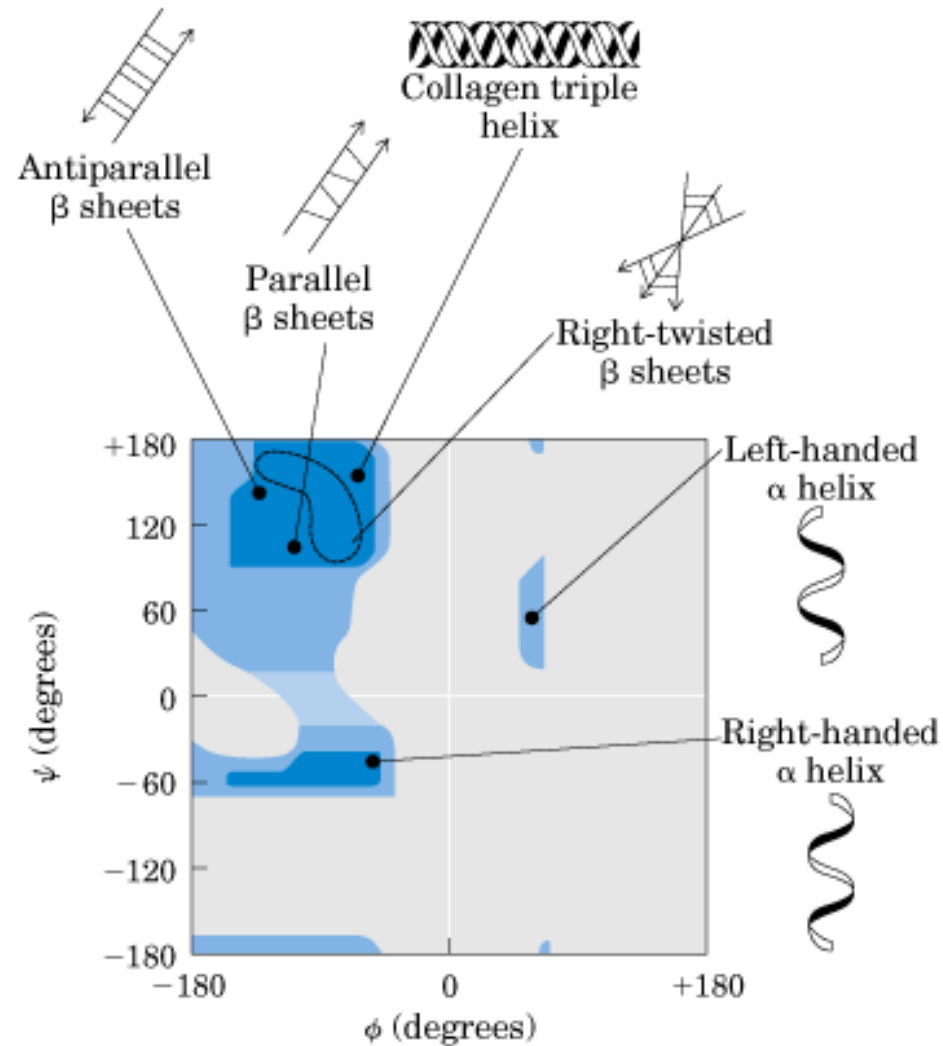 Collagen triple
helix
Antiparallel
β sheets
Parallel
β sheets
Right-twisted
β sheets
Left-handed
α helix
Right-handed
α helix
+180
120
60
0
−60
−120
−180
ψ (degrees)
−180
0
+180
ϕ (degrees)